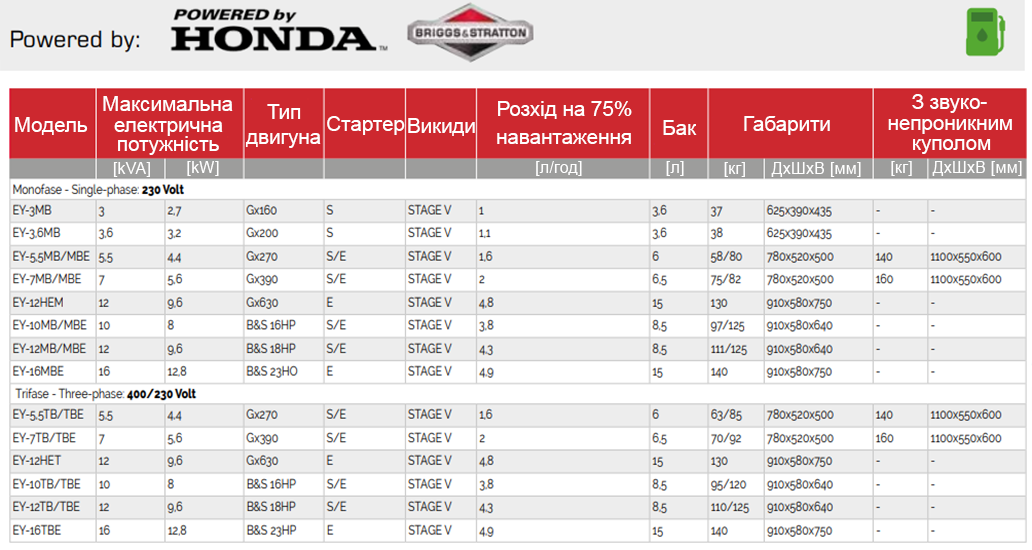 Powered by: POWERED by HONDA™ BRIGGS&STRATTON
Модель Максимальна електрична потужність Тип двигуна Стартер Викиди Розхід на 75% навантаження Бак Габарити З звуко-непроникним куполом
[kVA] [kW] [л/год] [л] [кг] ДхШхВ [мм] [кг] ДхШхВ [мм]
Monofase - Single-phase: 230 Volt
EY-3MB 3 2,7 Gx160 S STAGE V 1 3,6 37 625x390x435 - -
EY-3,6MB 3,6 3,2 Gx200 S STAGE V 1,1 3,6 38 625x390x435 - -
EY-5,5MB/MBE 5,5 4,4 Gx270 S/E STAGE V 1,6 6 58/80 780x520x500 140 1100x550x600
EY-7MB/MBE 7 5,6 Gx390 S/E STAGE V 2 6,5 75/82 780x520x500 160 1100x550x600
EY-12HEM 12 9,6 Gx630 E STAGE V 4,8 15 130 910x580x750 - -
EY-10MB/MBE 10 8 B&S 16HP S/E STAGE V 3,8 8,5 97/125 910x580x640 - -
EY-12MB/MBE 12 9,6 B&S 18HP S/E STAGE V 4,3 8,5 111/125 910x580x640 - -
EY-16MBE 16 12,8 B&S 23HO E STAGE V 4,9 15 140 910x580x750 - -
Trifase - Three-phase: 400/230 Volt
EY-5,5TB/TBE 5,5 4,4 Gx270 S/E STAGE V 1,6 6 63/85 780x520x500 140 1100x550x600
EY-7TB/TBE 7 5,6 Gx390 S/E STAGE V 2 6,5 70/92 780x520x500 160 1100x550x600
EY-12HET 12 9,6 Gx630 E STAGE V 4,8 15 130 910x580x750 - -
EY-10TB/TBE 10 8 B&S 16HP S/E STAGE V 3,8 8,5 95/120 910x580x640 - -
EY-12TB/TBE 12 9,6 B&S 18HP S/E STAGE V 4,3 8,5 110/125 910x580x640 - -
EY-16TBE 16 12,8 B&S 23HP E STAGE V 4,9 15 140 910x580x750 - -